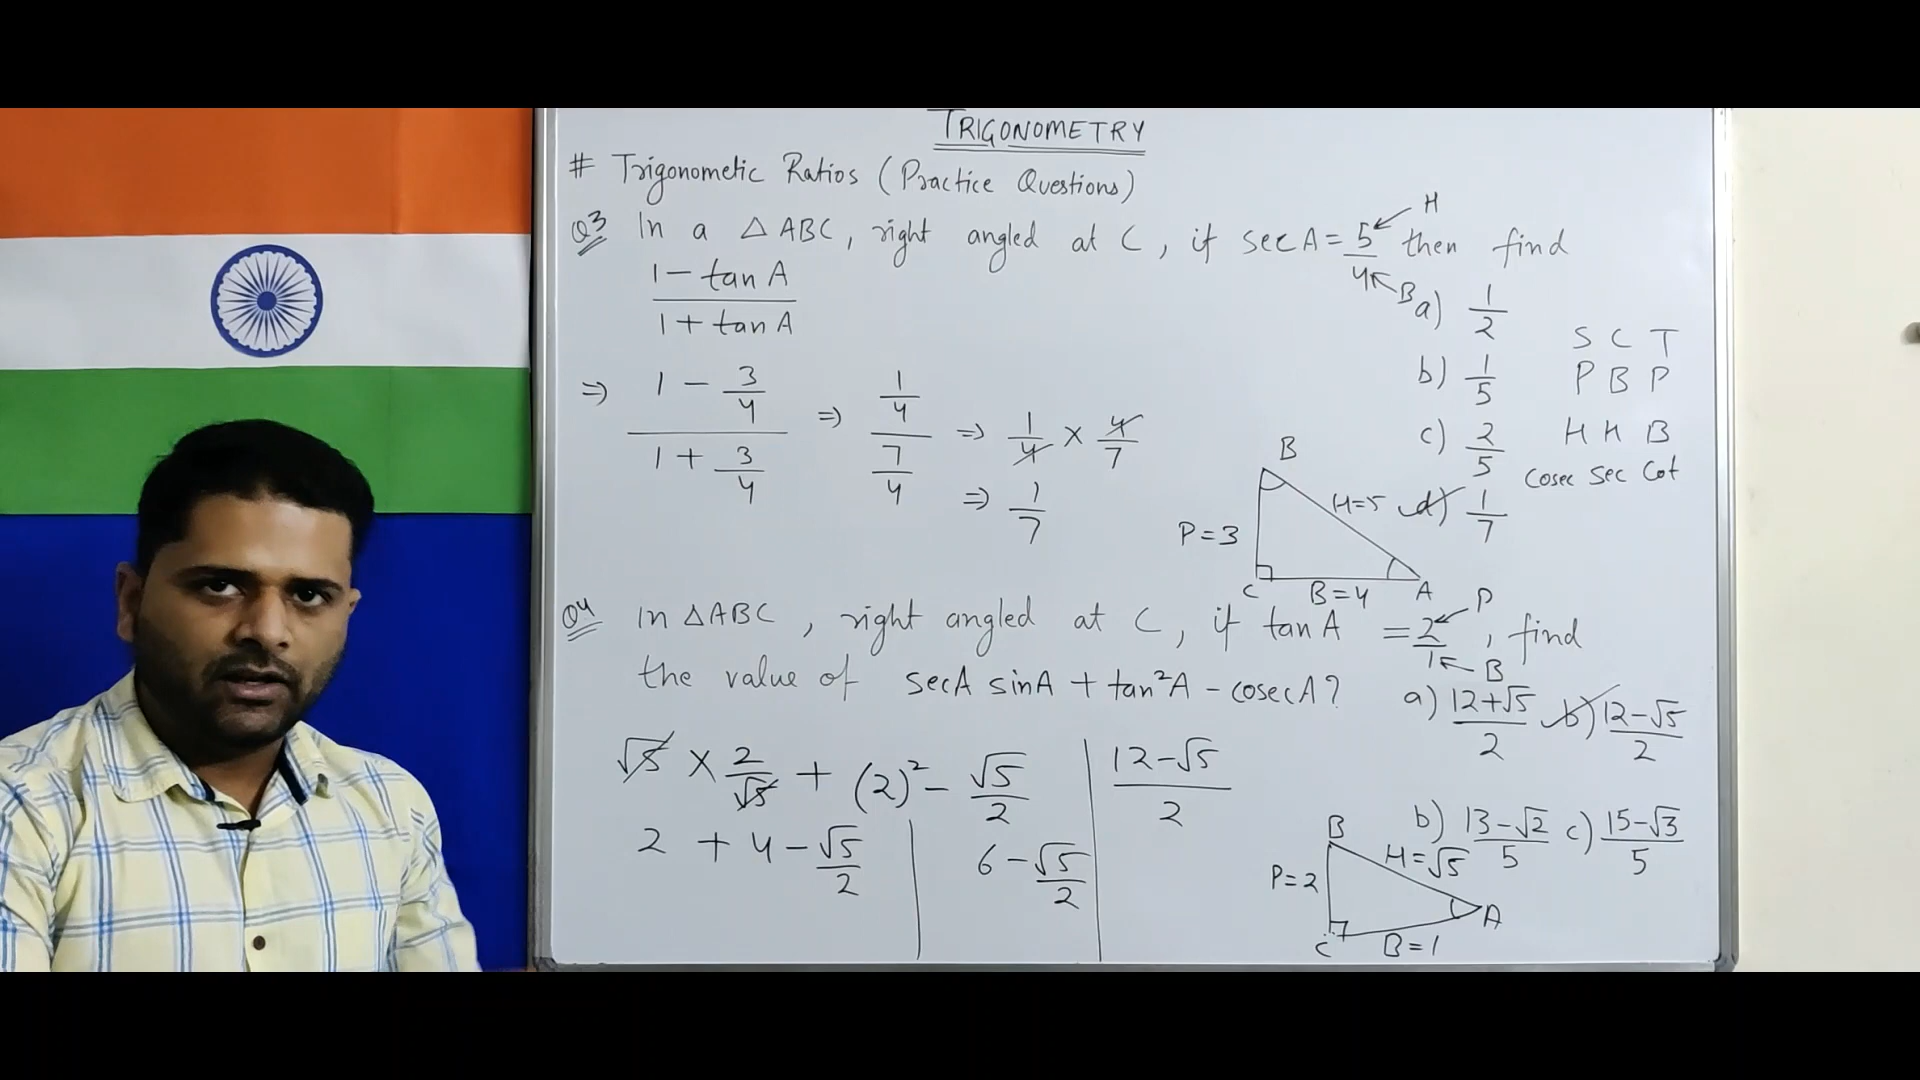 TRIGONOMETRY
# Trigonometic Ratios (Practice Questions)
Q3 In a △ABC, right angled at C, if secA = 5/4 then find
H
B
1 - tan A / 1 + tan A
a) 1/2
b) 1/5
c) 2/5
d) 1/7
S C T
P B P
H H B
Cosec Sec Cot
⇒ (1 - 3/4) / (1 + 3/4) ⇒ (1/4) / (7/4) ⇒ 1/4 × 4/7
⇒ 1/7
B
P = 3
H=5
C
B=4
A
Q4 In △ABC, right angled at C, if tan A = 2/1, find
P
B
the value of secA sinA + tan²A - cosecA?
a) 12+√5/2 b) 12-√5/2
b) 13-√2/5 c) 15-√3/5
√5 × 2/√5 + (2)² - √5/2
2 + 4 - √5/2
6 - √5/2
12-√5/2
B
P=2
H=√5
C
B=1
A